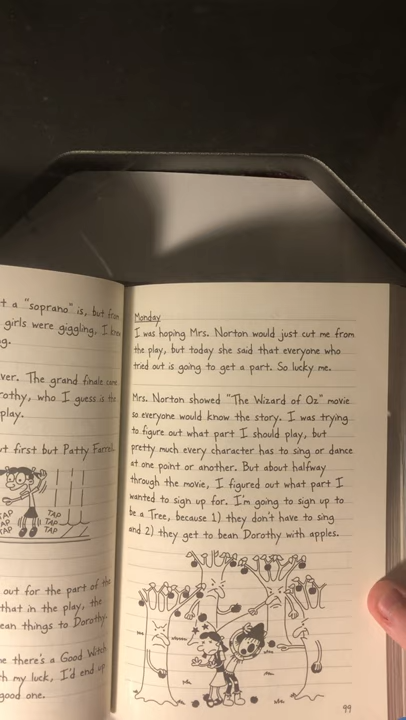 t a "soprano" is, but from
girls were giggling, I knew
g.
ver. The grand finale came
rothy, who I guess is the
play.
t first but Patty Farrell
TAP
TAP
TAP
TAP
TAP
TAP
out for the part of the
that in the play, the
ean things to Dorothy.
e there's a Good Witch
h my luck, I'd end up
good one.
Monday
I was hoping Mrs. Norton would just cut me from
the play, but today she said that everyone who
tried out is going to get a part. So lucky me.
Mrs. Norton showed "The Wizard of Oz" movie
so everyone would know the story. I was trying
to figure out what part I should play, but
pretty much every character has to sing or dance
at one point or another. But about halfway
through the movie, I figured out what part I
wanted to sign up for. I'm going to sign up to
be a Tree, because 1) they don't have to sing
and 2) they get to bean Dorothy with apples.
99